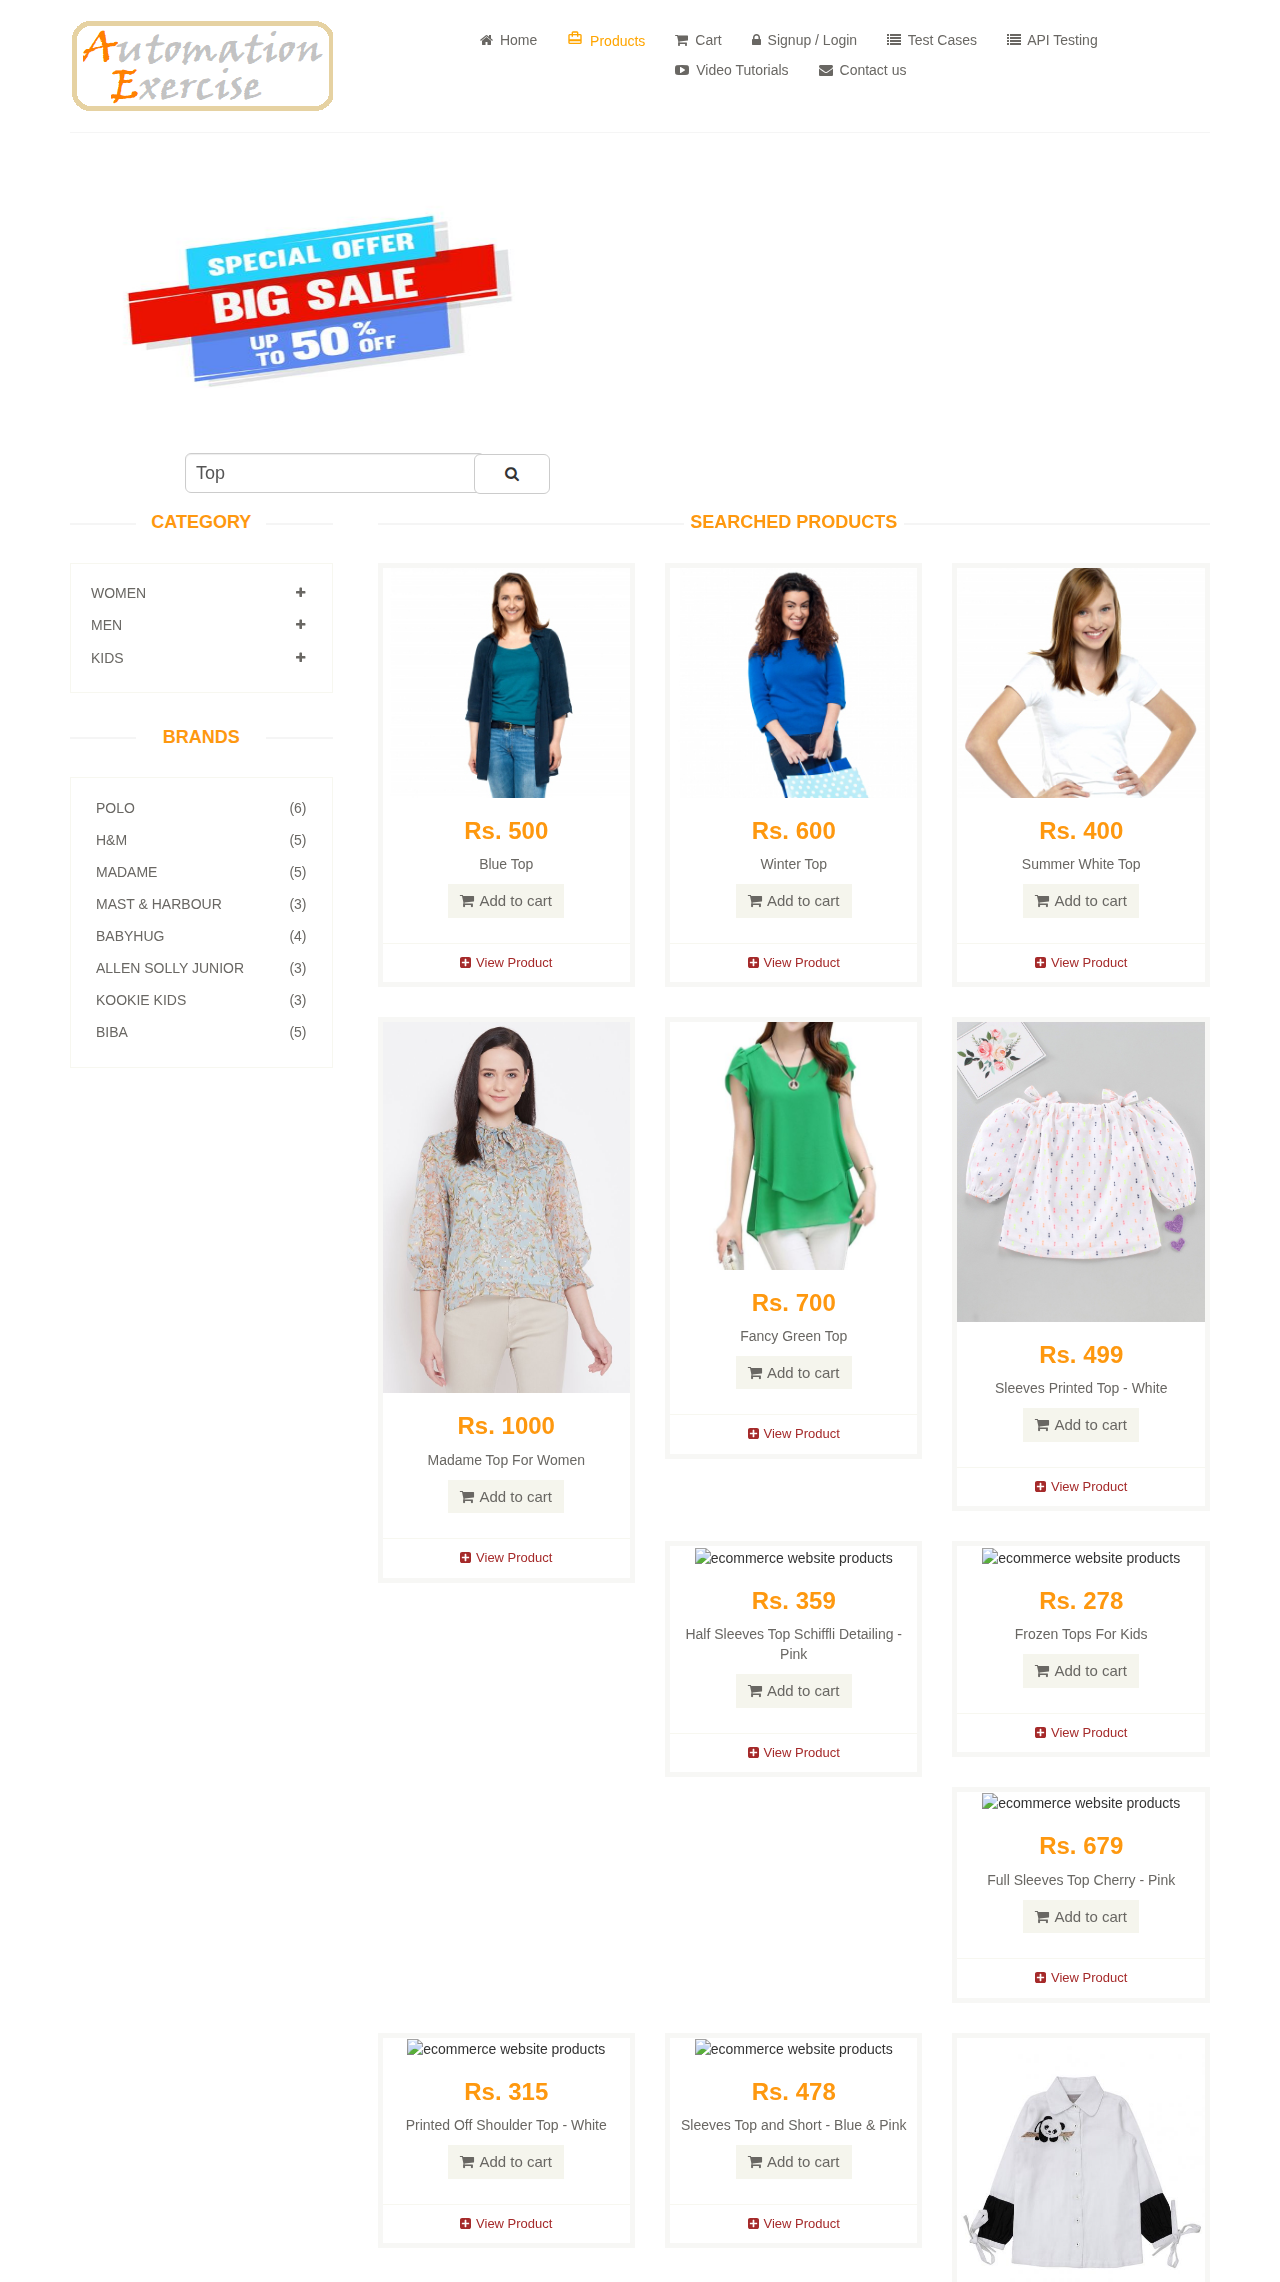 Automation
Exercise
Home
Products
Cart
Signup / Login
Test Cases
API Testing
Video Tutorials
Contact us
SPECIAL OFFER
BIG SALE
UP TO 50% OFF
Top
CATEGORY
WOMEN
MEN
KIDS
BRANDS
POLO (6)
H&M (5)
MADAME (5)
MAST & HARBOUR (3)
BABYHUG (4)
ALLEN SOLLY JUNIOR (3)
KOOKIE KIDS (3)
BIBA (5)
SEARCHED PRODUCTS
Rs. 500
Blue Top
Add to cart
View Product
Rs. 600
Winter Top
Add to cart
View Product
Rs. 400
Summer White Top
Add to cart
View Product
Rs. 1000
Madame Top For Women
Add to cart
View Product
Rs. 700
Fancy Green Top
Add to cart
View Product
Rs. 499
Sleeves Printed Top - White
Add to cart
View Product
ecommerce website products
Rs. 359
Half Sleeves Top Schiffli Detailing -
Pink
Add to cart
View Product
ecommerce website products
Rs. 278
Frozen Tops For Kids
Add to cart
View Product
ecommerce website products
Rs. 679
Full Sleeves Top Cherry - Pink
Add to cart
View Product
ecommerce website products
Rs. 315
Printed Off Shoulder Top - White
Add to cart
View Product
ecommerce website products
Rs. 478
Sleeves Top and Short - Blue & Pink
Add to cart
View Product